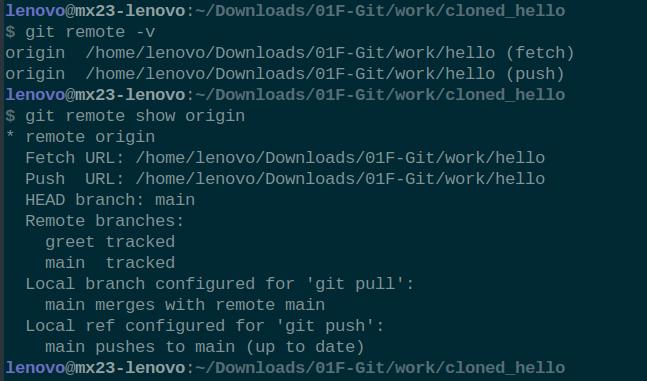 lenovo@mx23-lenovo:~/Downloads/01F-Git/work/cloned_hello
$ git remote -v
origin  /home/lenovo/Downloads/01F-Git/work/hello (fetch)
origin  /home/lenovo/Downloads/01F-Git/work/hello (push)
lenovo@mx23-lenovo:~/Downloads/01F-Git/work/cloned_hello
$ git remote show origin
* remote origin
  Fetch URL: /home/lenovo/Downloads/01F-Git/work/hello
  Push  URL: /home/lenovo/Downloads/01F-Git/work/hello
  HEAD branch: main
  Remote branches:
    greet tracked
    main  tracked
  Local branch configured for 'git pull':
    main merges with remote main
  Local ref configured for 'git push':
    main pushes to main (up to date)
lenovo@mx23-lenovo:~/Downloads/01F-Git/work/cloned_hello